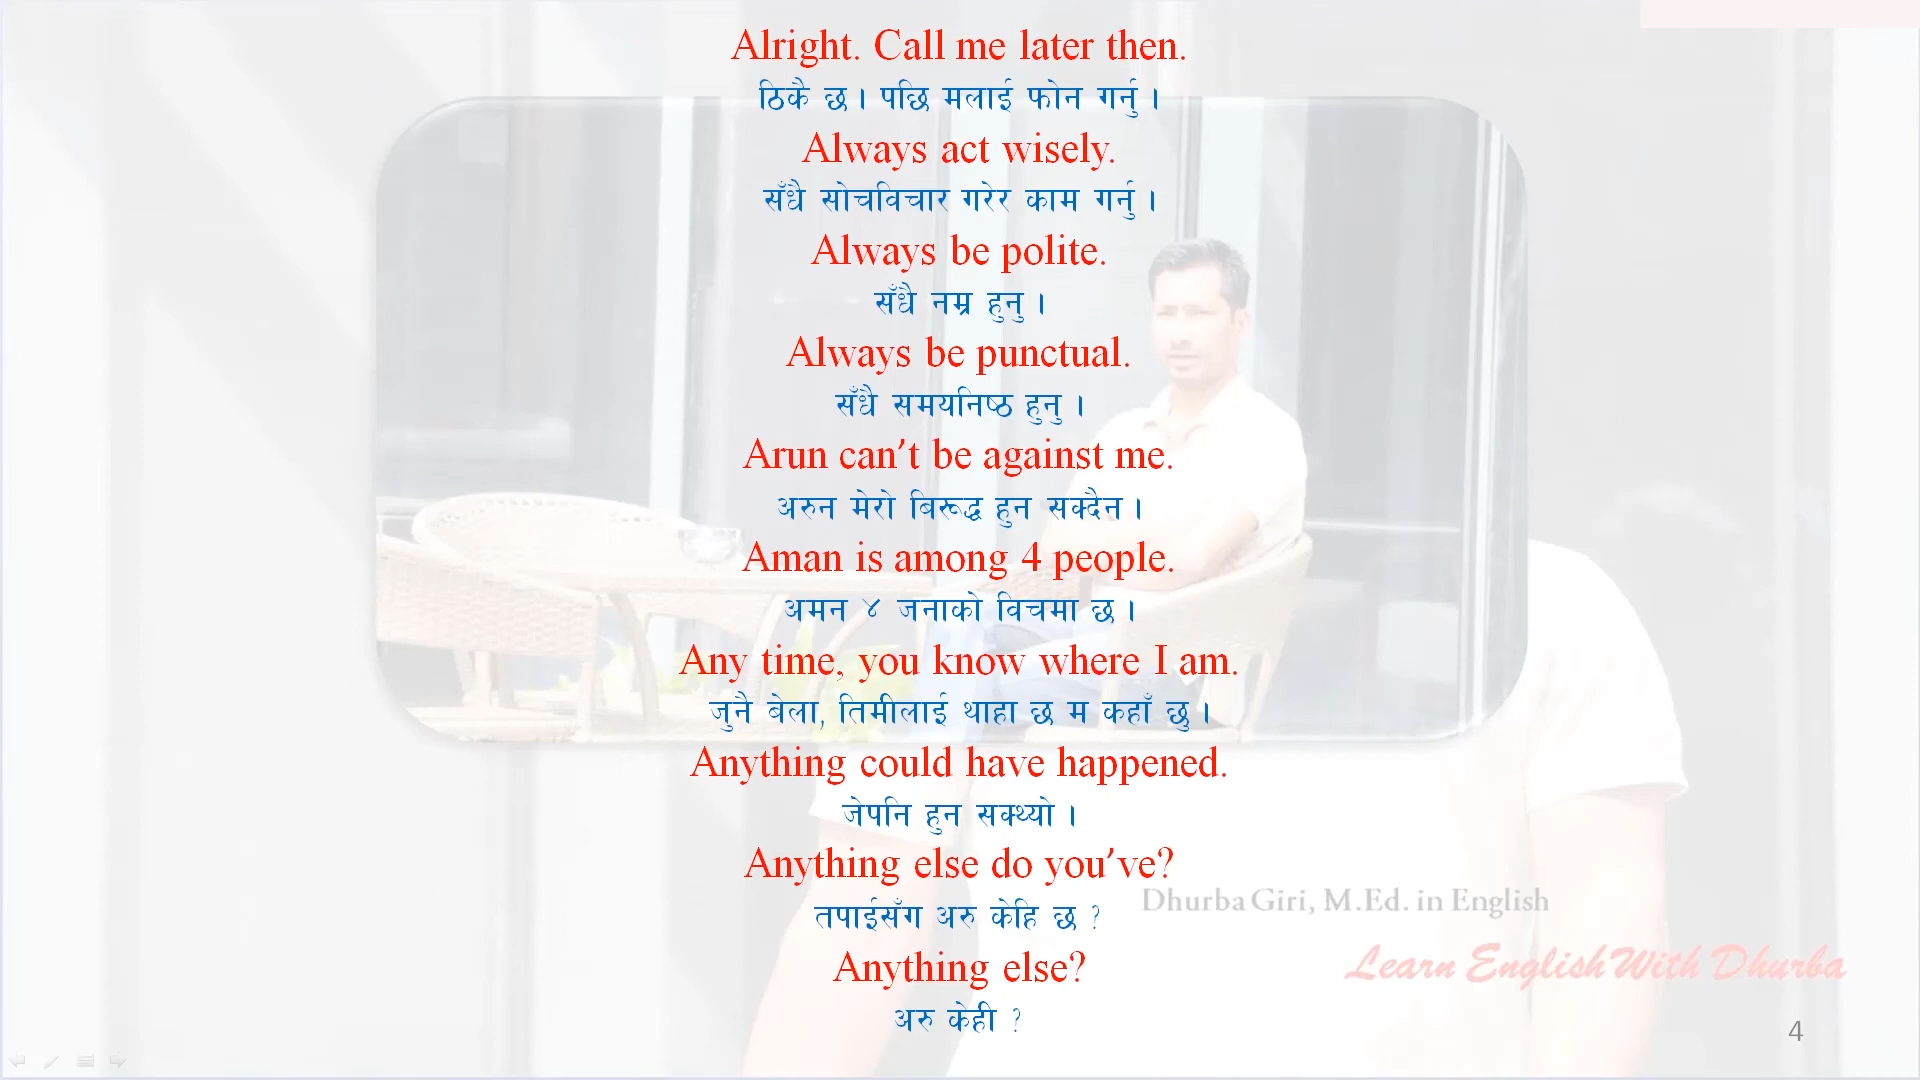 Alright. Call me later then.
ठिकै छ । पछि मलाई फोन गर्नु ।
Always act wisely.
सँधै सोचविचार गरेर काम गर्नु ।
Always be polite.
सँधै नम्र हुनु ।
Always be punctual.
सँधै समयनिष्ठ हुनु ।
Arun can’t be against me.
अरुन मेरो बिरूद्ध हुन सक्दैन ।
Aman is among 4 people.
अमन ४ जनाको विचमा छ ।
Any time, you know where I am.
जुनै बेला, तिमीलाई थाहा छ म कहाँ छु ।
Anything could have happened.
जेपनि हुन सक्थ्यो ।
Anything else do you’ve?
तपाईसँग अरु केहि छ ?
Anything else?
अरु केही ?
Dhurba Giri, M.Ed. in English
Learn English With Dhurba
4